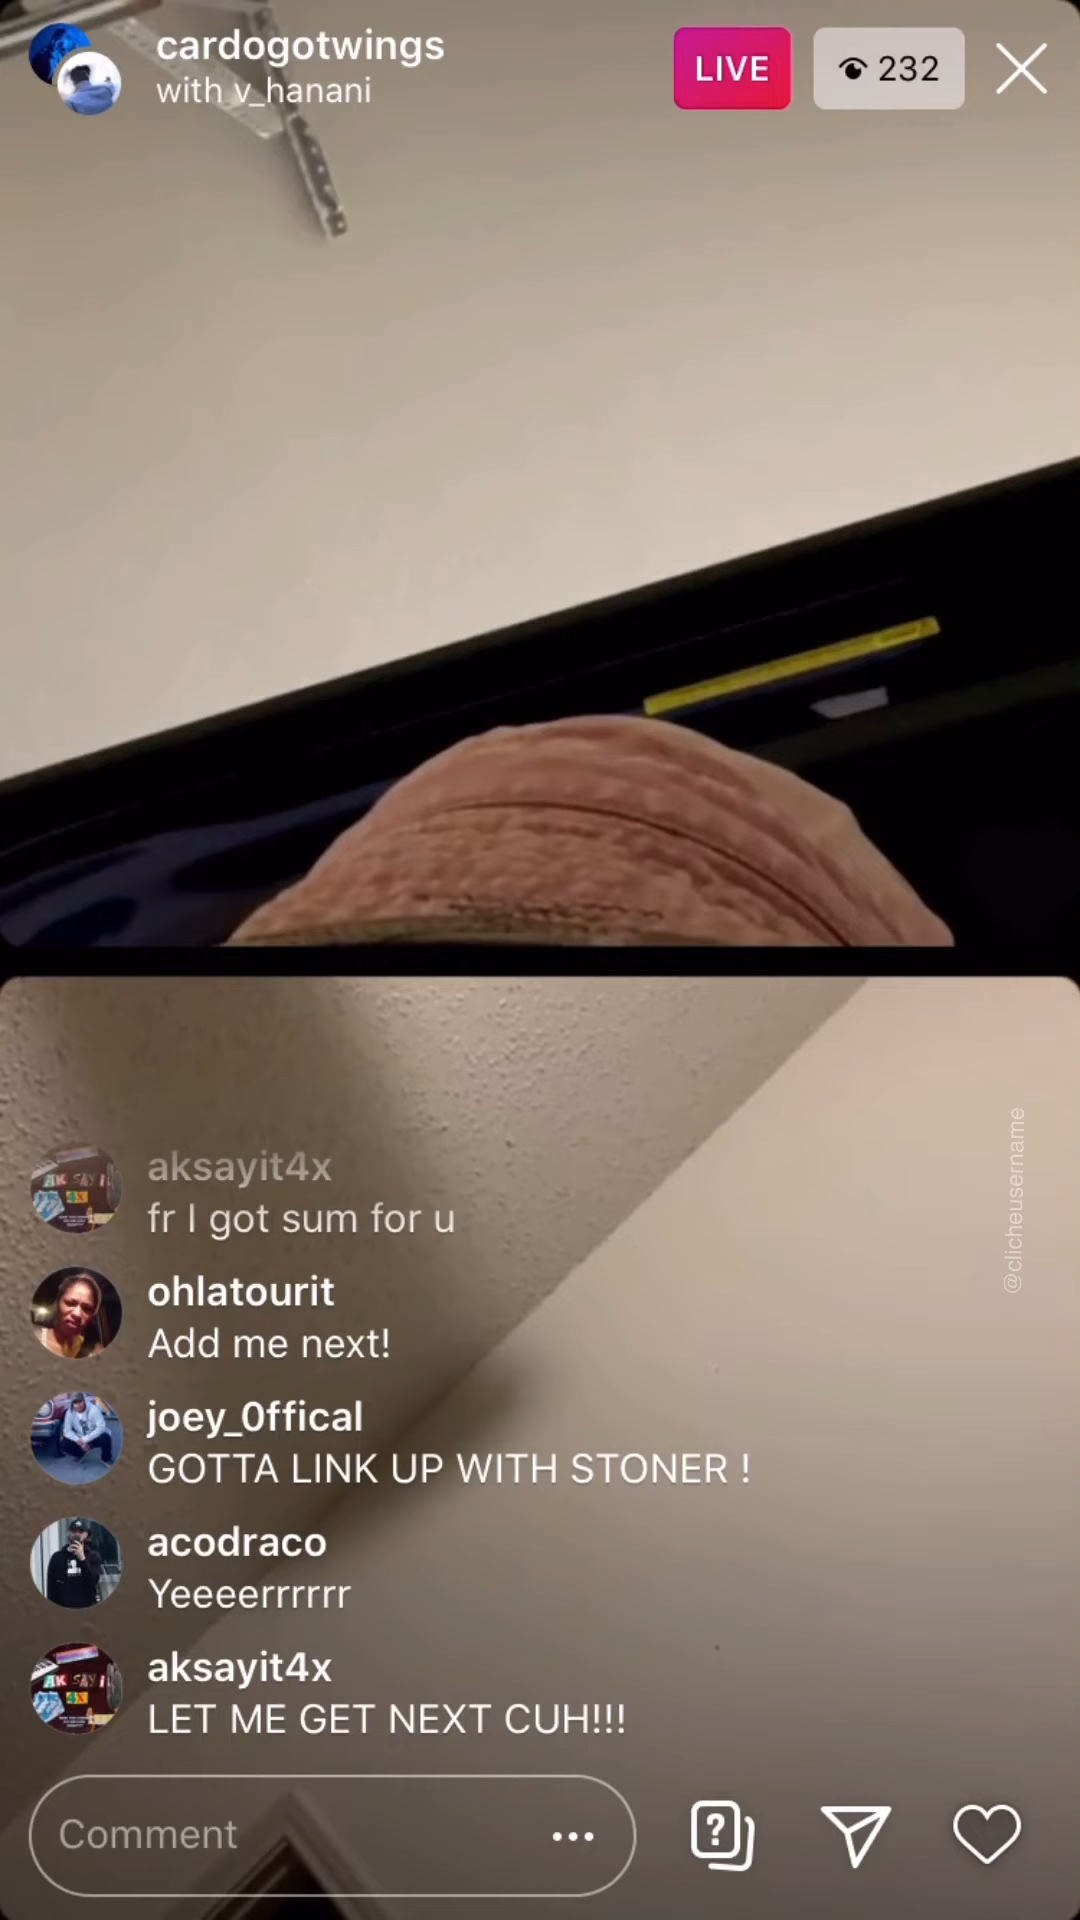 cardogotwings
with v_hanani
LIVE
232
@clicheusername
aksayit4x
fr I got sum for u
ohlatourit
Add me next!
joey_0ffical
GOTTA LINK UP WITH STONER !
acodraco
Yeeeerrrrrr
aksayit4x
LET ME GET NEXT CUH!!!
Comment